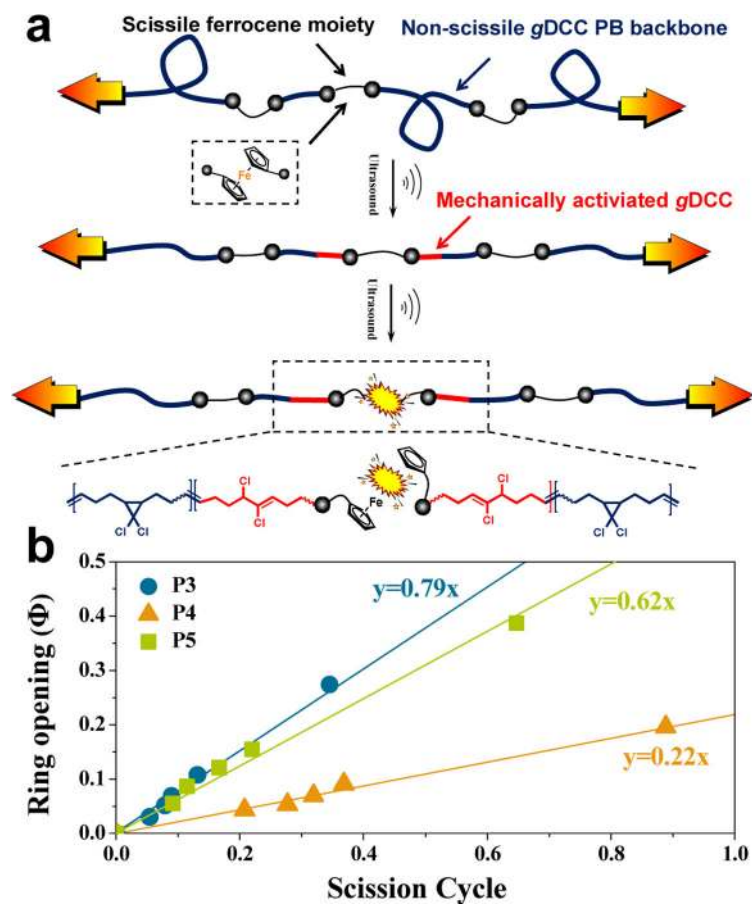 a
Scissile ferrocene moiety
Non-scissile gDCC PB backbone
Fe
Ultrasound
Mechanically activiated gDCC
Ultrasound
Cl
Cl
Fe
Cl
Cl
Cl Cl
Cl Cl
b
0.5
0.4
0.3
0.2
0.1
0.0
Ring opening (Φ)
P3
P4
P5
y=0.79x
y=0.62x
y=0.22x
0.0 0.2 0.4 0.6 0.8 1.0
Scission Cycle